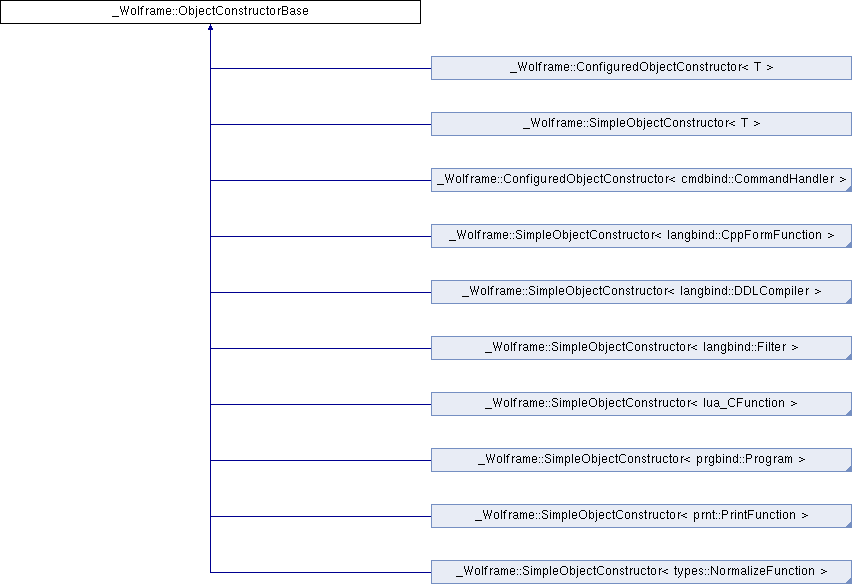 _Wolframe::ObjectConstructorBase
_Wolframe::ConfiguredObjectConstructor< T >
_Wolframe::SimpleObjectConstructor< T >
_Wolframe::ConfiguredObjectConstructor< cmdbind::CommandHandler >
_Wolframe::SimpleObjectConstructor< langbind::CppFormFunction >
_Wolframe::SimpleObjectConstructor< langbind::DDLCompiler >
_Wolframe::SimpleObjectConstructor< langbind::Filter >
_Wolframe::SimpleObjectConstructor< lua_CFunction >
_Wolframe::SimpleObjectConstructor< prgbind::Program >
_Wolframe::SimpleObjectConstructor< prnt::PrintFunction >
_Wolframe::SimpleObjectConstructor< types::NormalizeFunction >